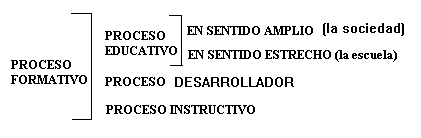 PROCESO
FORMATIVO
PROCESO
EDUCATIVO
EN SENTIDO AMPLIO (la sociedad)
EN SENTIDO ESTRECHO (la escuela)
PROCESO DESARROLLADOR
PROCESO INSTRUCTIVO